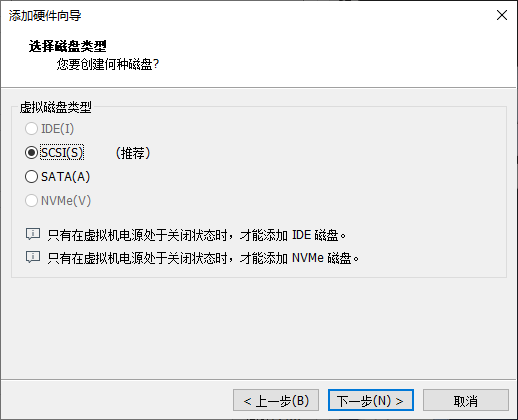 添加硬件向导
选择磁盘类型
您要创建何种磁盘?
虚拟磁盘类型
IDE(I)
SCSI(S) （推荐）
SATA(A)
NVMe(V)
只有在虚拟机电源处于关闭状态时，才能添加 IDE 磁盘。
只有在虚拟机电源处于关闭状态时，才能添加 NVMe 磁盘。
< 上一步(B) 下一步(N) > 取消